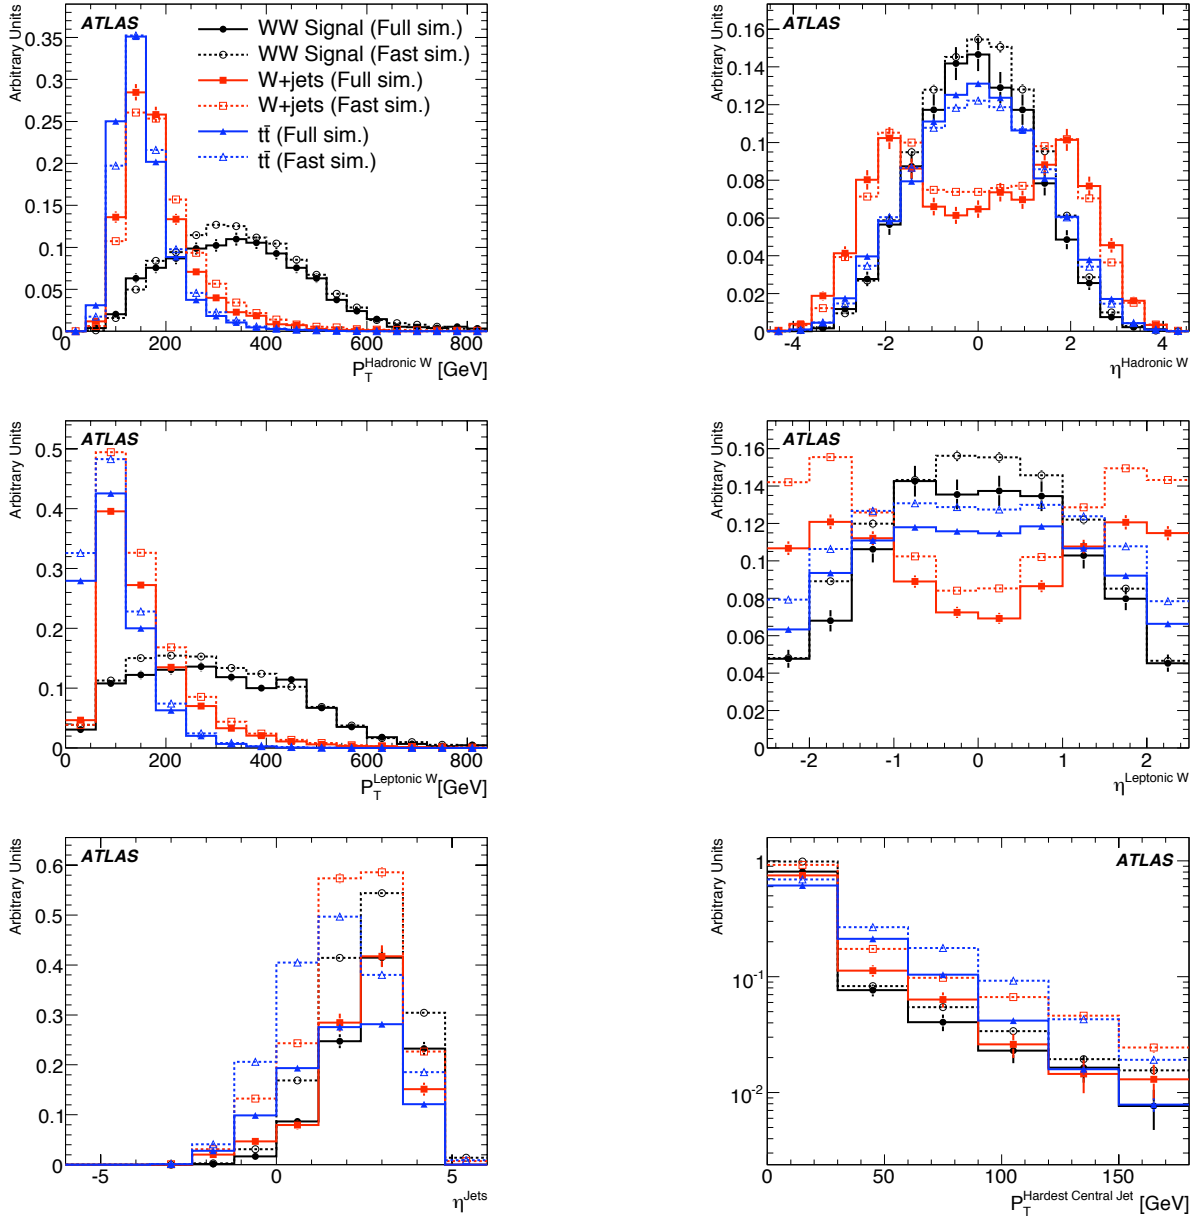 ATLAS
Arbitrary Units
WW Signal (Full sim.)
WW Signal (Fast sim.)
W+jets (Full sim.)
W+jets (Fast sim.)
tt̄ (Full sim.)
tt̄ (Fast sim.)
0.35
0.3
0.25
0.2
0.15
0.1
0.05
0
0 200 400 600 800
P_T^Hadronic W [GeV]
ATLAS
Arbitrary Units
0.16
0.14
0.12
0.1
0.08
0.06
0.04
0.02
0
-4 -2 0 2 4
η^Hadronic W
ATLAS
Arbitrary Units
0.5
0.4
0.3
0.2
0.1
0
0 200 400 600 800
P_T^Leptonic W [GeV]
ATLAS
Arbitrary Units
0.16
0.14
0.12
0.1
0.08
0.06
0.04
0.02
0
-2 -1 0 1 2
η^Leptonic W
ATLAS
Arbitrary Units
0.6
0.5
0.4
0.3
0.2
0.1
0
-5 0 5
η^Jets
ATLAS
Arbitrary Units
1
10^-1
10^-2
0 50 100 150
P_T^Hardest Central Jet [GeV]